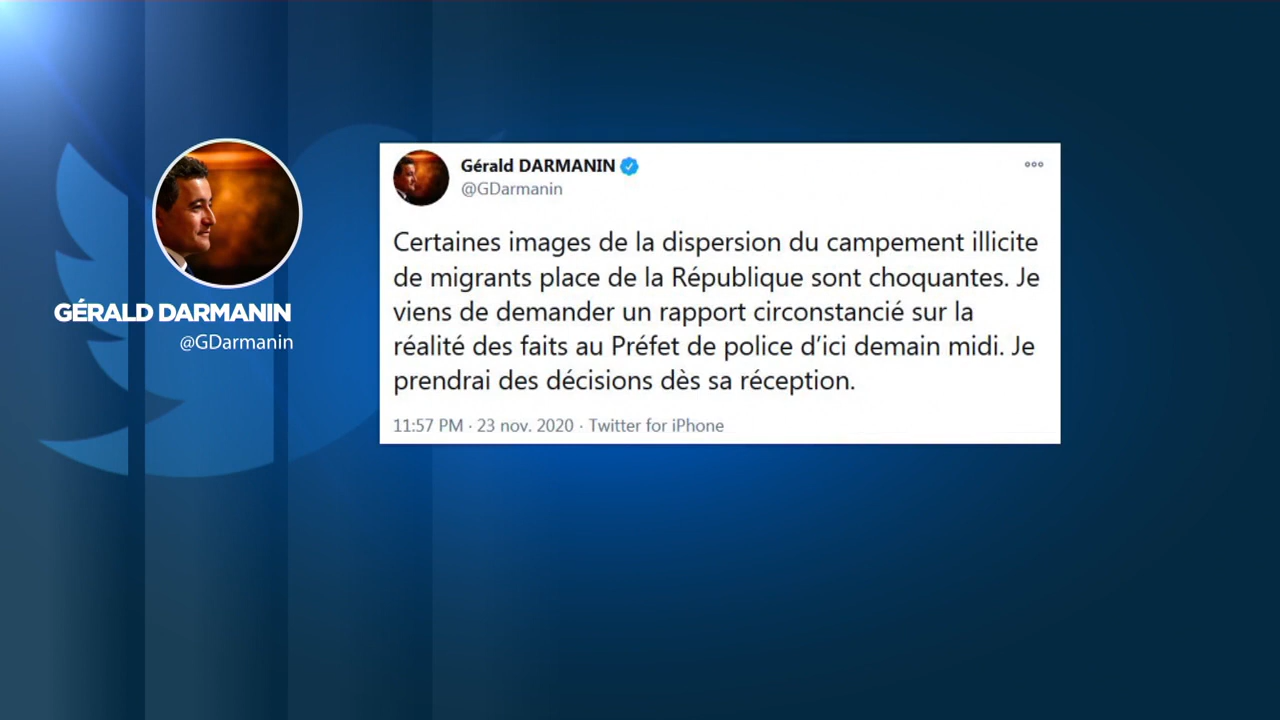 GÉRALD DARMANIN
@GDarmanin
Gérald DARMANIN
@GDarmanin
Certaines images de la dispersion du campement illicite
de migrants place de la République sont choquantes. Je
viens de demander un rapport circonstancié sur la
réalité des faits au Préfet de police d’ici demain midi. Je
prendrai des décisions dès sa réception.
11:57 PM · 23 nov. 2020 · Twitter for iPhone